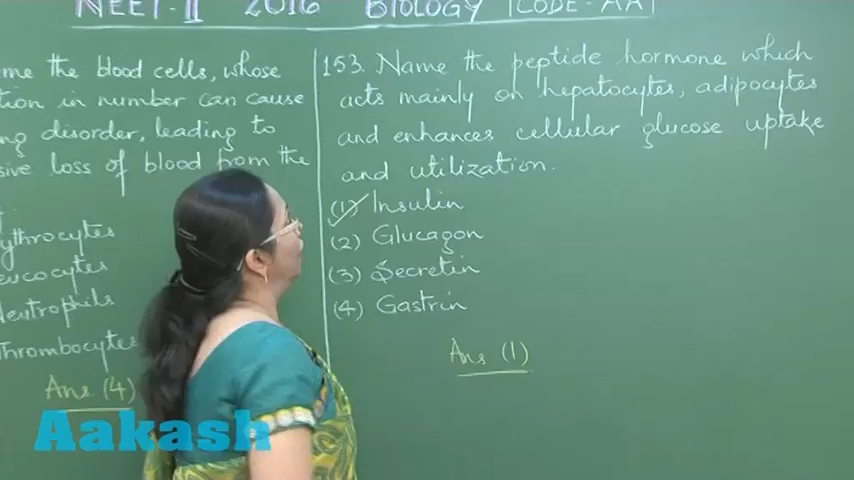 NEET-II 2016 BIOLOGY [CODE-AA]
me the blood cells, whose
tion in number can cause
ng disorder, leading to
sive loss of blood from the
ythrocytes
eucocytes
Neutrophils
Thrombocytes
Ans (4)
153. Name the peptide hormone which
acts mainly on hepatocytes, adipocytes
and enhances cellular glucose uptake
and utilization.
(1) Insulin
(2) Glucagon
(3) Secretin
(4) Gastrin
Ans (1)
Aakash